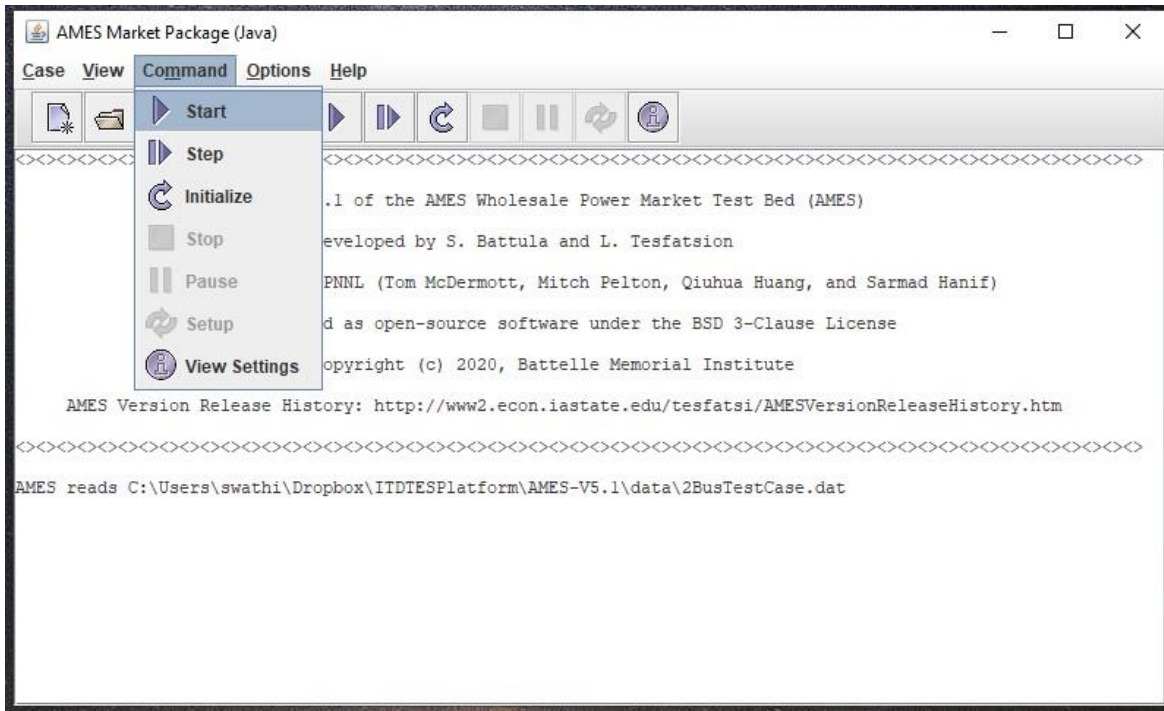 AMES Market Package (Java)
Case View Command Options Help
Start
Step
Initialize
Stop
Pause
Setup
View Settings
<><><><><><><><><><><><><><><><><><><><><><><><><><><><><><><><><><><><><><><><>
.1 of the AMES Wholesale Power Market Test Bed (AMES)
eveloped by S. Battula and L. Tesfatsion
PNNL (Tom McDermott, Mitch Pelton, Qiuhua Huang, and Sarmad Hanif)
d as open-source software under the BSD 3-Clause License
opyright (c) 2020, Battelle Memorial Institute
AMES Version Release History: http://www2.econ.iastate.edu/tesfatsi/AMESVersionReleaseHistory.htm
<><><><><><><><><><><><><><><><><><><><><><><><><><><><><><><><><><><><><><><><>
AMES reads C:\Users\swathi\Dropbox\ITDTESPlatform\AMES-V5.1\data\2BusTestCase.dat